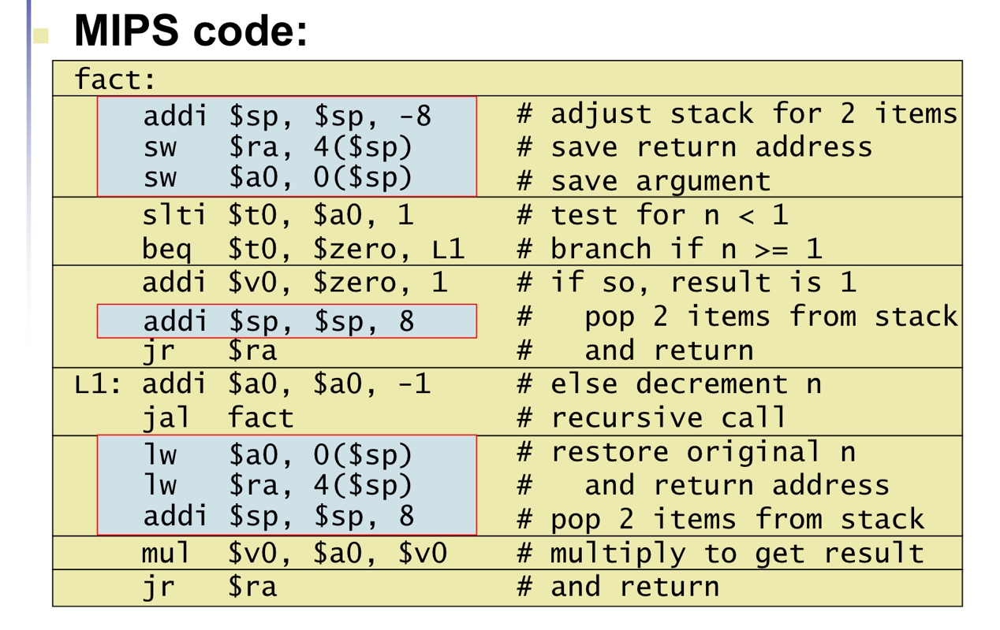 MIPS code:
fact:
addi $sp, $sp, -8 # adjust stack for 2 items
sw $ra, 4($sp) # save return address
sw $a0, 0($sp) # save argument
slti $t0, $a0, 1 # test for n < 1
beq $t0, $zero, L1 # branch if n >= 1
addi $v0, $zero, 1 # if so, result is 1
addi $sp, $sp, 8 # pop 2 items from stack
jr $ra # and return
L1: addi $a0, $a0, -1 # else decrement n
jal fact # recursive call
lw $a0, 0($sp) # restore original n
lw $ra, 4($sp) # and return address
addi $sp, $sp, 8 # pop 2 items from stack
mul $v0, $a0, $v0 # multiply to get result
jr $ra # and return